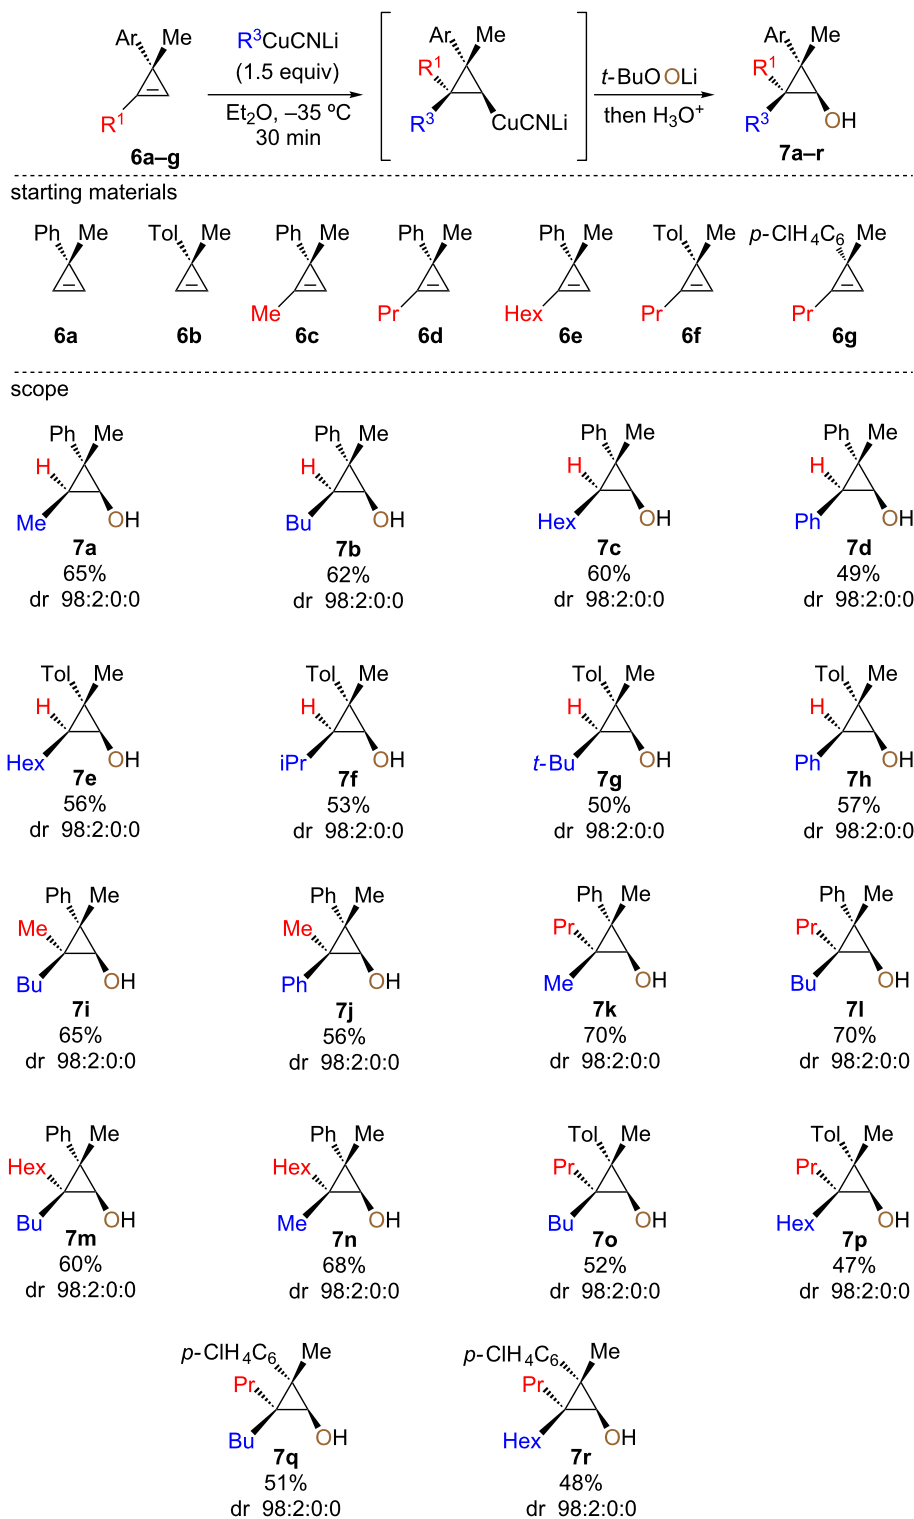 Ar Me
R¹
6a–g
R³CuCNLi
(1.5 equiv)
Et₂O, –35 ºC
30 min
Ar Me
R¹
R³
CuCNLi
t-BuOOLi
then H₃O⁺
Ar Me
R¹
R³
OH
7a–r
starting materials
Ph Me Tol Me Ph Me Ph Me Ph Me Tol Me p-ClH₄C₆ Me
Me Pr Hex Pr Pr
6a 6b 6c 6d 6e 6f 6g
scope
Ph Me Ph Me Ph Me Ph Me
H H H H
Me OH Bu OH Hex OH Ph OH
7a 7b 7c 7d
65% 62% 60% 49%
dr 98:2:0:0 dr 98:2:0:0 dr 98:2:0:0 dr 98:2:0:0
Tol Me Tol Me Tol Me Tol Me
H H H H
Hex OH iPr OH t-Bu OH Ph OH
7e 7f 7g 7h
56% 53% 50% 57%
dr 98:2:0:0 dr 98:2:0:0 dr 98:2:0:0 dr 98:2:0:0
Ph Me Ph Me Ph Me Ph Me
Me Me Pr Pr
Bu OH Ph OH Me OH Bu OH
7i 7j 7k 7l
65% 56% 70% 70%
dr 98:2:0:0 dr 98:2:0:0 dr 98:2:0:0 dr 98:2:0:0
Ph Me Ph Me Tol Me Tol Me
Hex Hex Pr Pr
Bu OH Me OH Bu OH Hex OH
7m 7n 7o 7p
60% 68% 52% 47%
dr 98:2:0:0 dr 98:2:0:0 dr 98:2:0:0 dr 98:2:0:0
p-ClH₄C₆ Me p-ClH₄C₆ Me
Pr Pr
Bu OH Hex OH
7q 7r
51% 48%
dr 98:2:0:0 dr 98:2:0:0